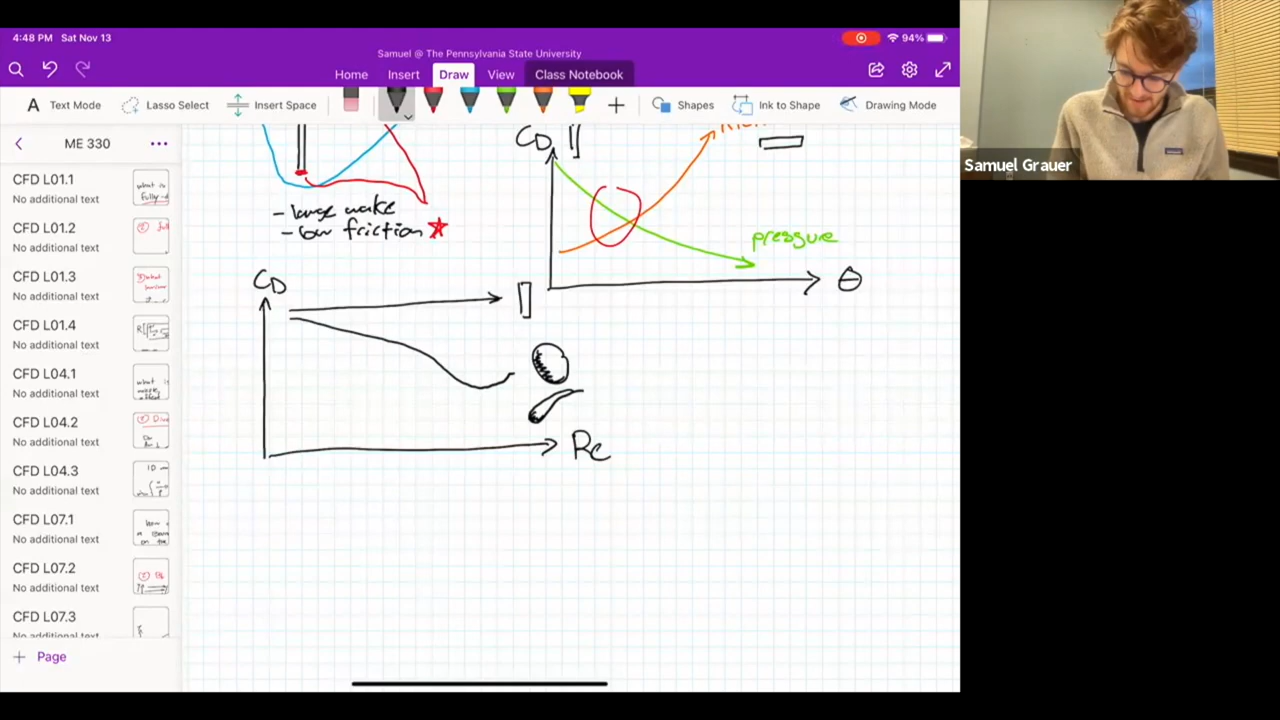 4:48 PM Sat Nov 13
94%
Samuel @ The Pennsylvania State University
Home Insert Draw View Class Notebook
A Text Mode Lasso Select Insert Space Shapes Ink to Shape Drawing Mode
ME 330
CFD L01.1
No additional text
CFD L01.2
No additional text
CFD L01.3
No additional text
CFD L01.4
No additional text
CFD L04.1
No additional text
CFD L04.2
No additional text
CFD L04.3
No additional text
CFD L07.1
No additional text
CFD L07.2
No additional text
CFD L07.3
No additional text
Page
- large wake
- low friction
CD
pressure
θ
CD
Re
Samuel Grauer